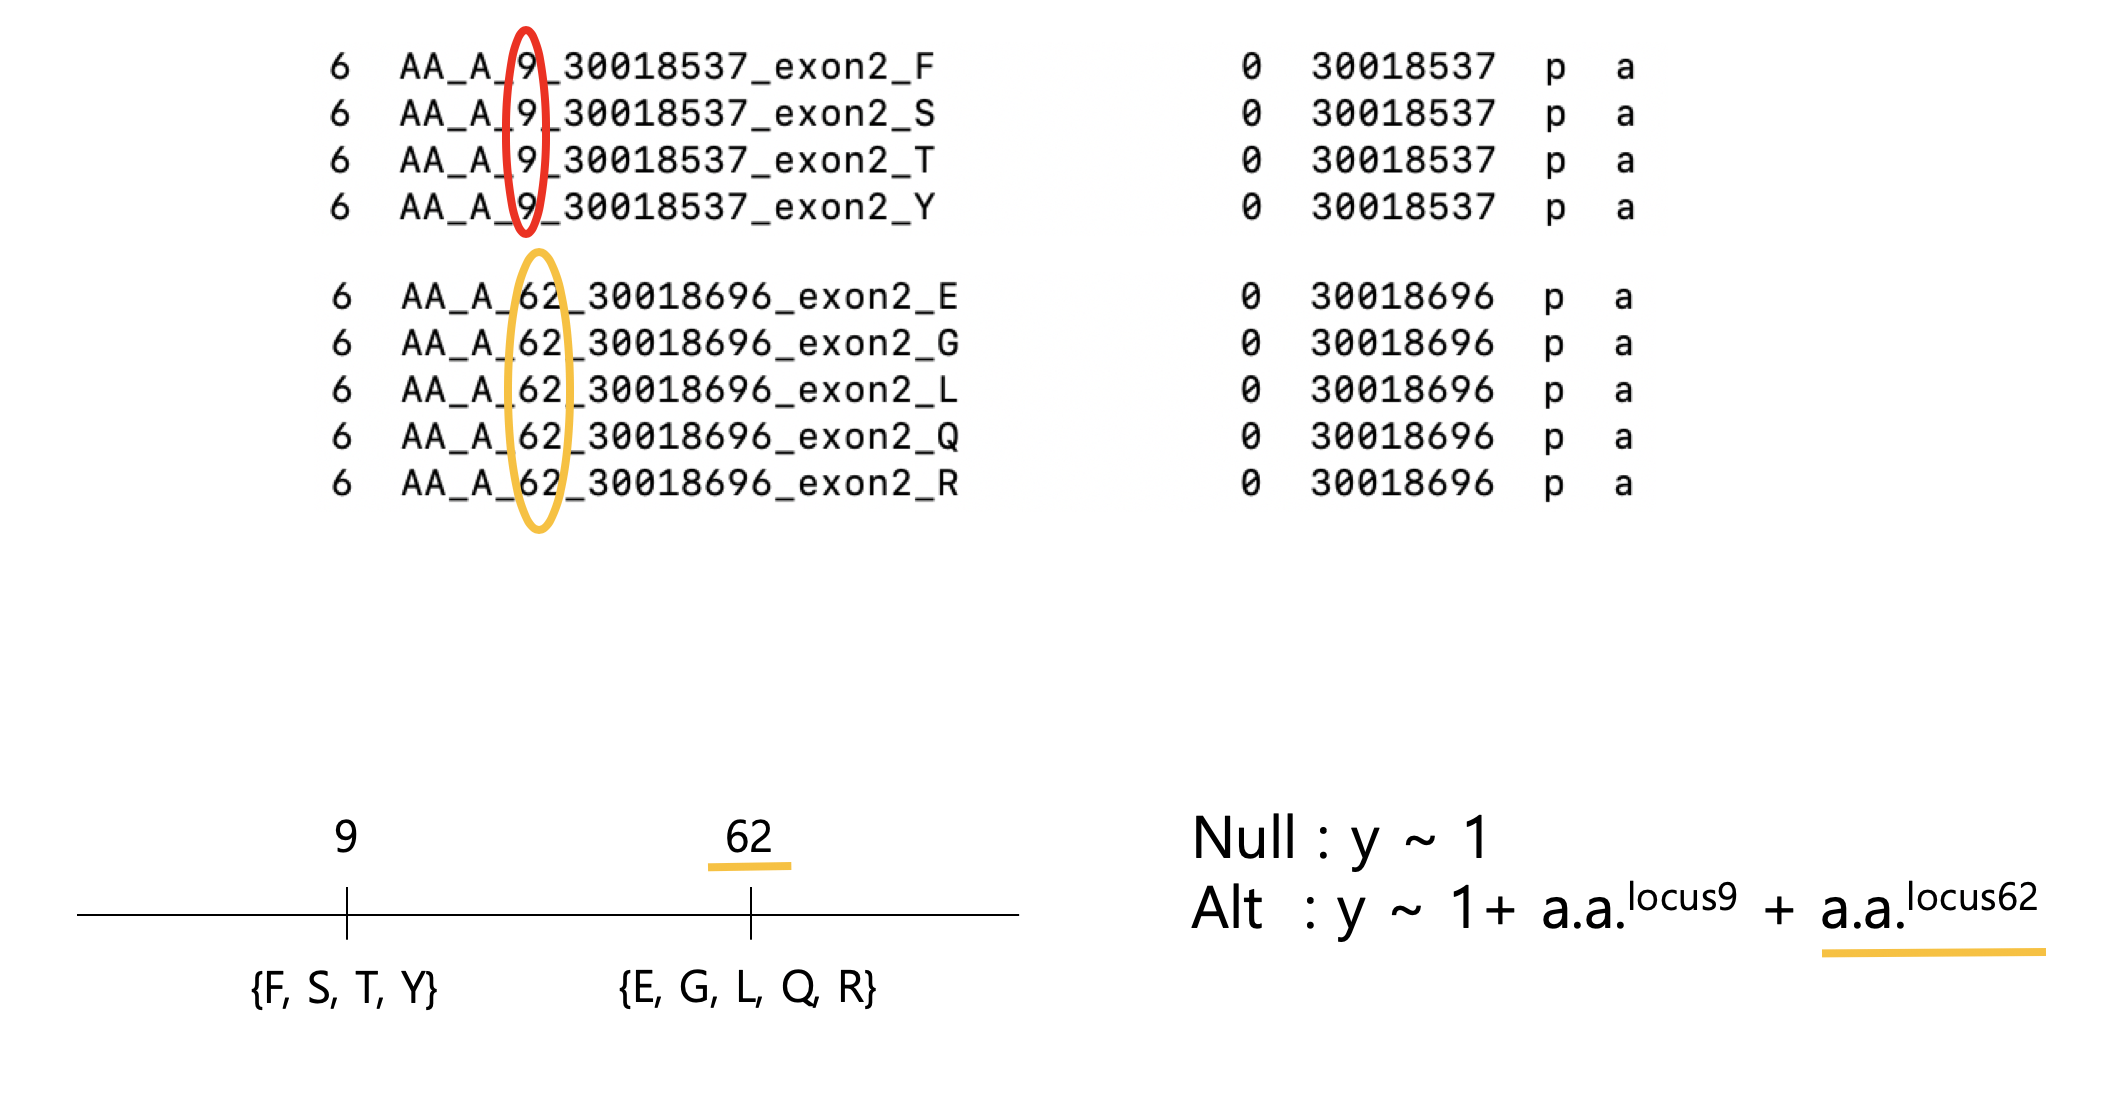 6 AA_A_9_30018537_exon2_F 0 30018537 p a
6 AA_A_9_30018537_exon2_S 0 30018537 p a
6 AA_A_9_30018537_exon2_T 0 30018537 p a
6 AA_A_9_30018537_exon2_Y 0 30018537 p a
6 AA_A_62_30018696_exon2_E 0 30018696 p a
6 AA_A_62_30018696_exon2_G 0 30018696 p a
6 AA_A_62_30018696_exon2_L 0 30018696 p a
6 AA_A_62_30018696_exon2_Q 0 30018696 p a
6 AA_A_62_30018696_exon2_R 0 30018696 p a
9 62
{F, S, T, Y} {E, G, L, Q, R}
Null : y ~ 1
Alt : y ~ 1+ a.a.locus9 + a.a.locus62